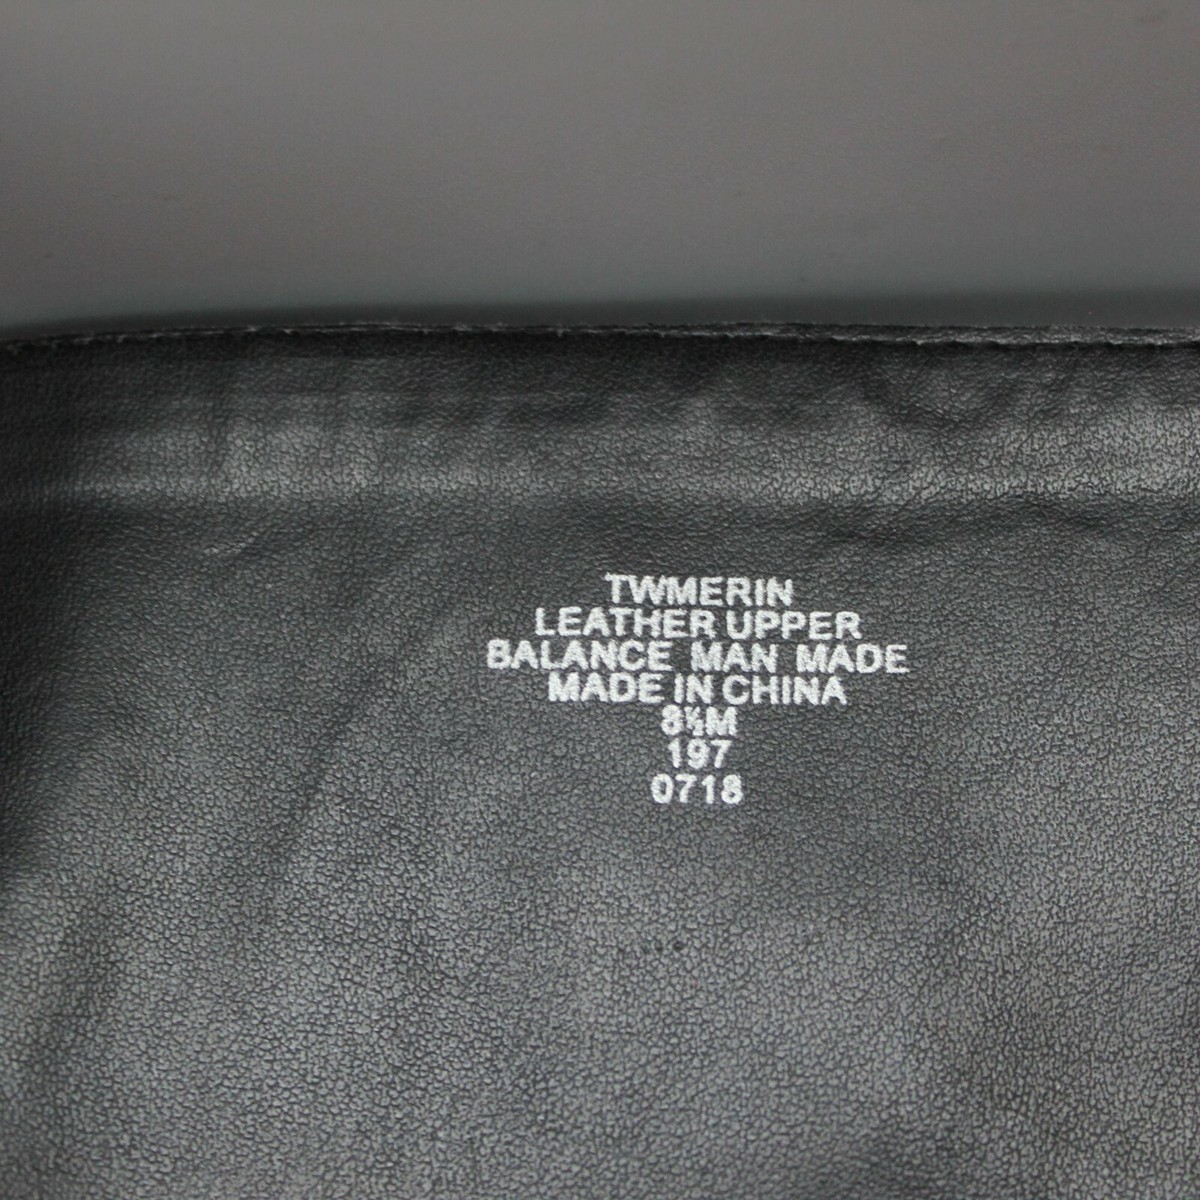 TWMERIN
LEATHER UPPER
BALANCE MAN MADE
MADE IN CHINA
8½M
197
0718